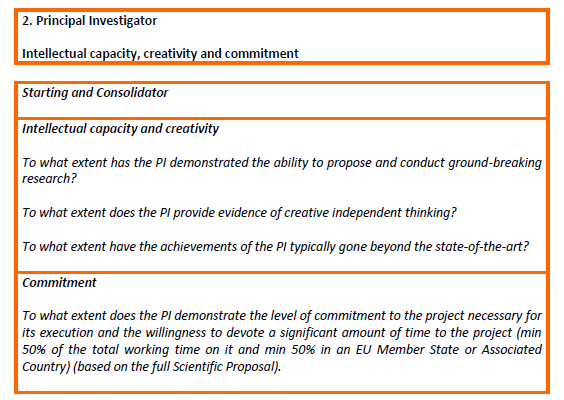 2. Principal Investigator
Intellectual capacity, creativity and commitment
Starting and Consolidator
Intellectual capacity and creativity
To what extent has the PI demonstrated the ability to propose and conduct ground-breaking
research?
To what extent does the PI provide evidence of creative independent thinking?
To what extent have the achievements of the PI typically gone beyond the state-of-the-art?
Commitment
To what extent does the PI demonstrate the level of commitment to the project necessary for
its execution and the willingness to devote a significant amount of time to the project (min
50% of the total working time on it and min 50% in an EU Member State or Associated
Country) (based on the full Scientific Proposal).